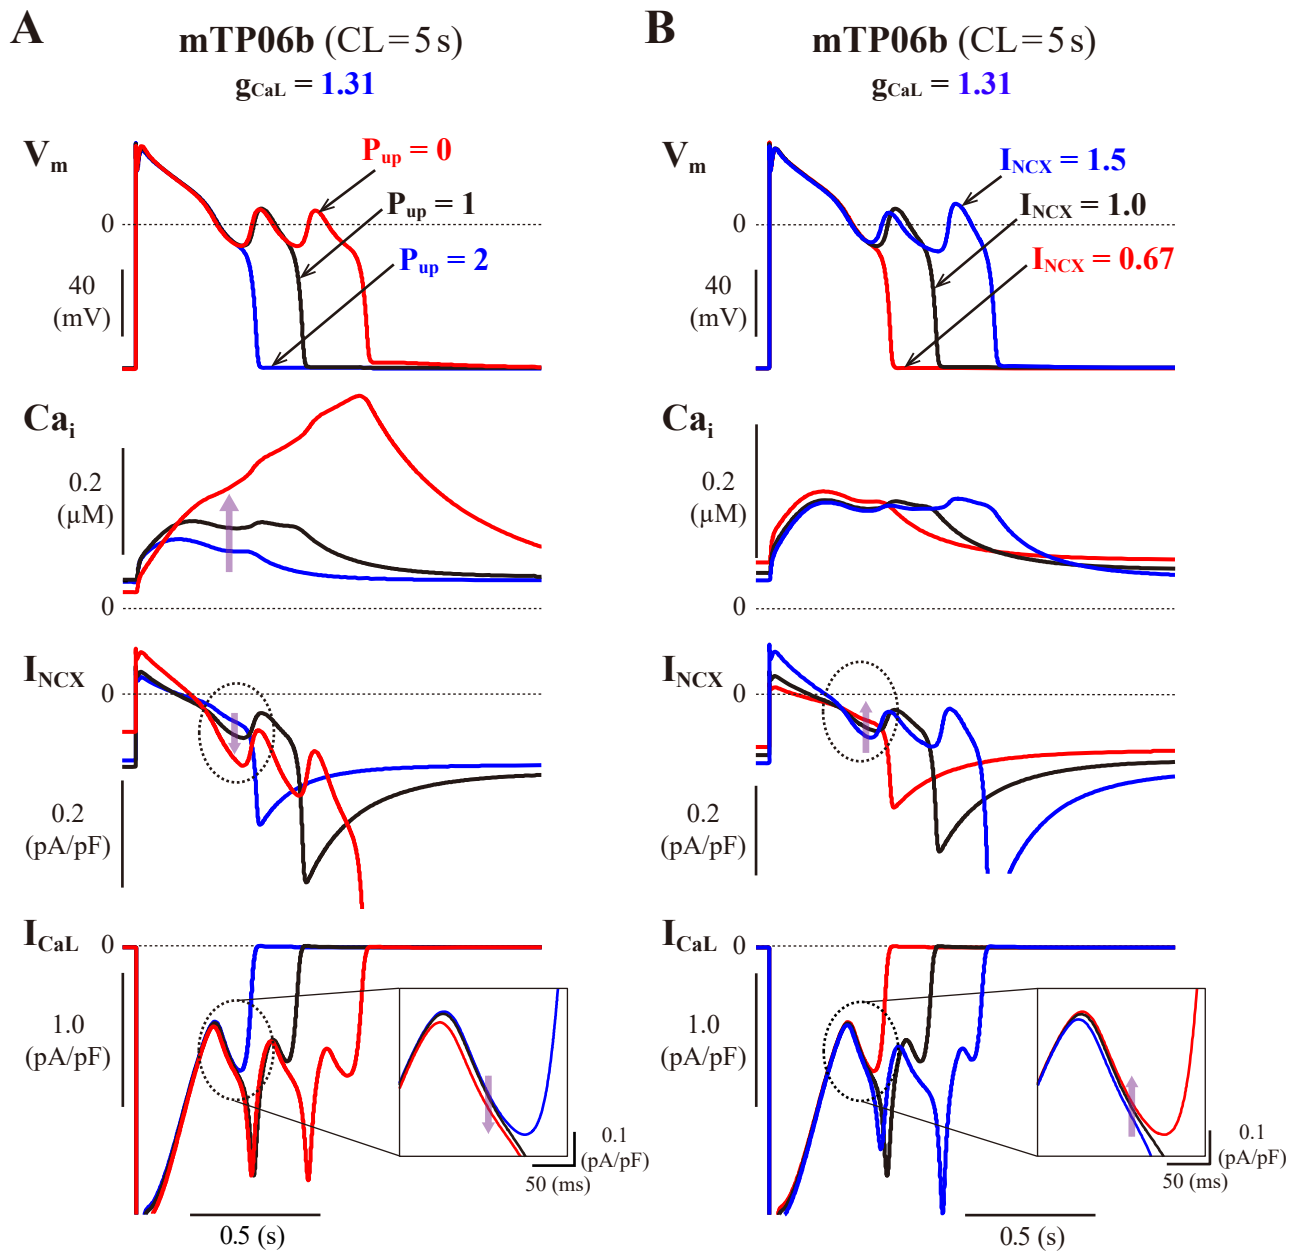 A
mTP06b (CL=5 s)
gCaL = 1.31
Vm
Pup = 0
Pup = 1
Pup = 2
0
40
(mV)
Cai
0.2
(μM)
0
INCX
0
0.2
(pA/pF)
ICaL
0
1.0
(pA/pF)
0.1
(pA/pF)
50 (ms)
0.5 (s)
B
mTP06b (CL=5 s)
gCaL = 1.31
Vm
INCX = 1.5
INCX = 1.0
INCX = 0.67
0
40
(mV)
Cai
0.2
(μM)
0
INCX
0
0.2
(pA/pF)
ICaL
0
1.0
(pA/pF)
0.1
(pA/pF)
50 (ms)
0.5 (s)